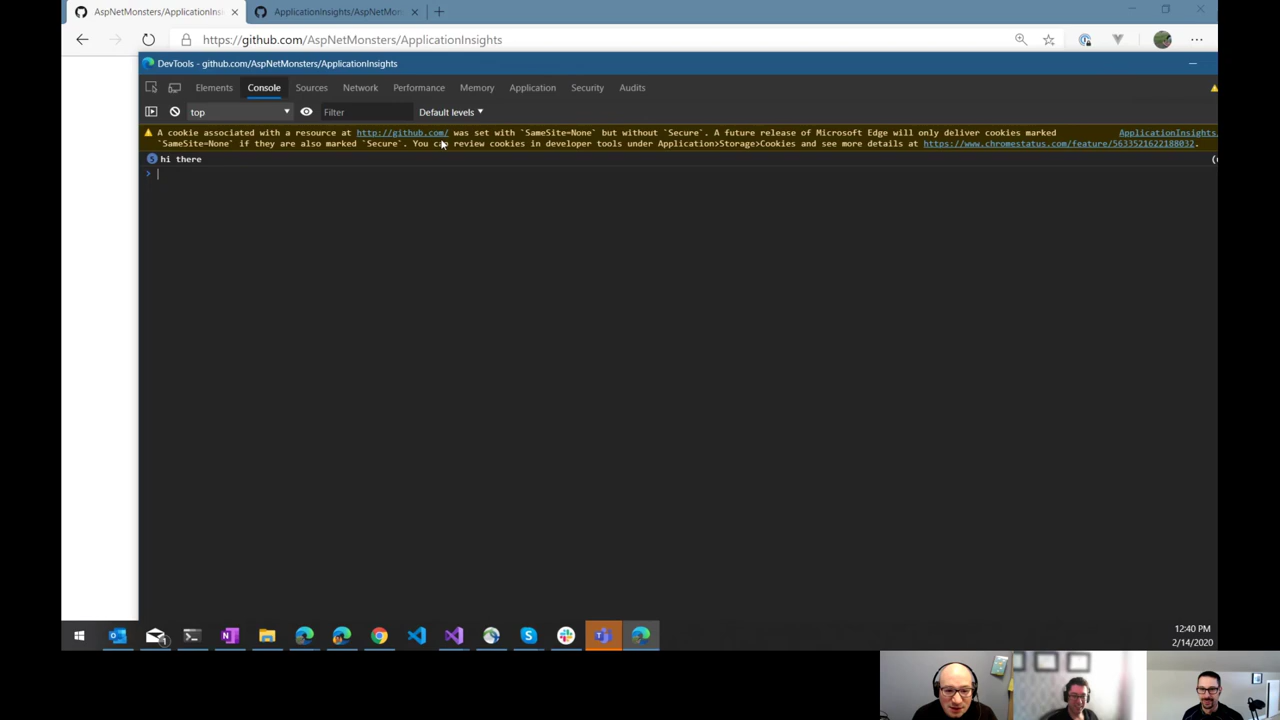 AspNetMonsters/ApplicationInsi
ApplicationInsights/AspNetMon
https://github.com/AspNetMonsters/ApplicationInsights
DevTools - github.com/AspNetMonsters/ApplicationInsights
Elements Console Sources Network Performance Memory Application Security Audits
top Filter Default levels
A cookie associated with a resource at http://github.com/ was set with `SameSite=None` but without `Secure`. A future release of Microsoft Edge will only deliver cookies marked ApplicationInsights.
`SameSite=None` if they are also marked `Secure`. You can review cookies in developer tools under Application>Storage>Cookies and see more details at https://www.chromestatus.com/feature/5633521622188032.
5 hi there
12:40 PM
2/14/2020